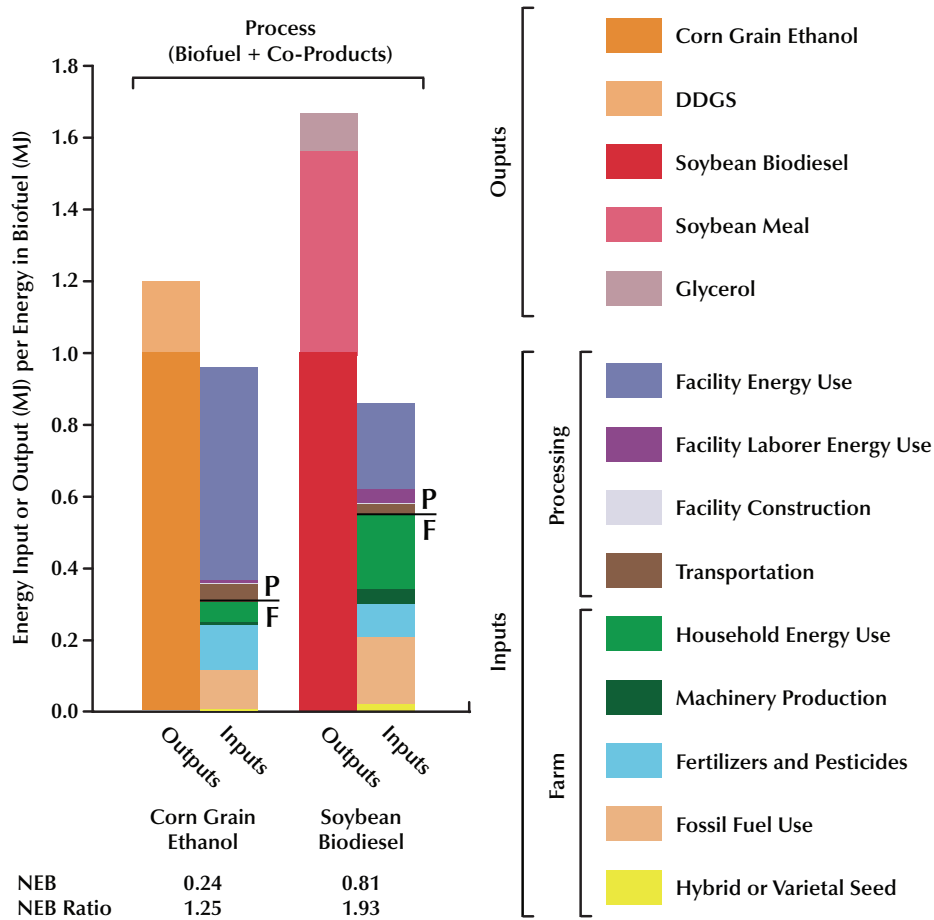 Process
(Biofuel + Co-Products)
Energy Input or Output (MJ) per Energy in Biofuel (MJ)
1.8
1.6
1.4
1.2
1.0
0.8
0.6
0.4
0.2
0.0
P
F
P
F
Outputs
Inputs
Outputs
Inputs
Corn Grain
Ethanol
Soybean
Biodiesel
NEB 0.24 0.81
NEB Ratio 1.25 1.93
Ouputs
Corn Grain Ethanol
DDGS
Soybean Biodiesel
Soybean Meal
Glycerol
Inputs
Processing
Facility Energy Use
Facility Laborer Energy Use
Facility Construction
Transportation
Farm
Household Energy Use
Machinery Production
Fertilizers and Pesticides
Fossil Fuel Use
Hybrid or Varietal Seed